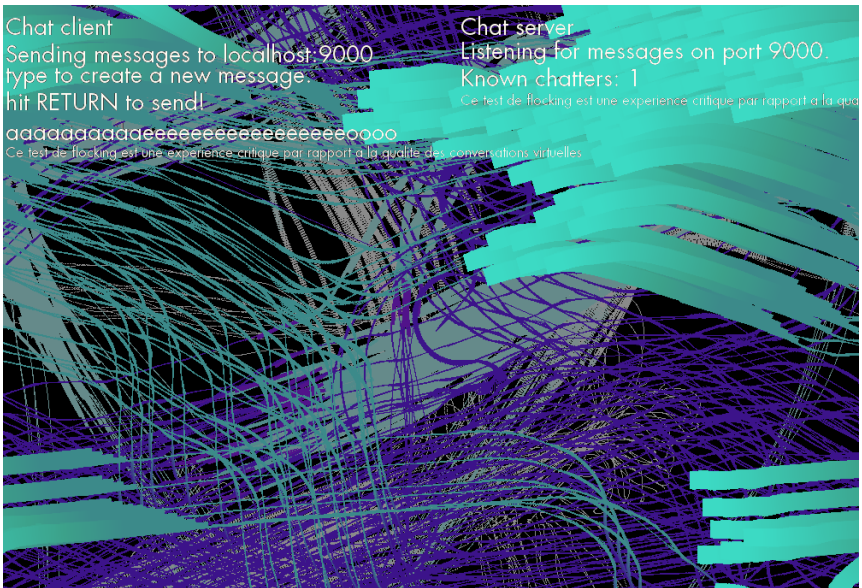 Chat client
Sending messages to localhost:9000
type to create a new message.
hit RETURN to send!
aaaaaaaaaaeeeeeeeeeeeeeeeeeeoooo
Ce test de flocking est une experience critique par rapport a la qualite des conversations virtuelles
Chat server
Listening for messages on port 9000.
Known chatters: 1
Ce test de flocking est une experience critique par rapport a la qua